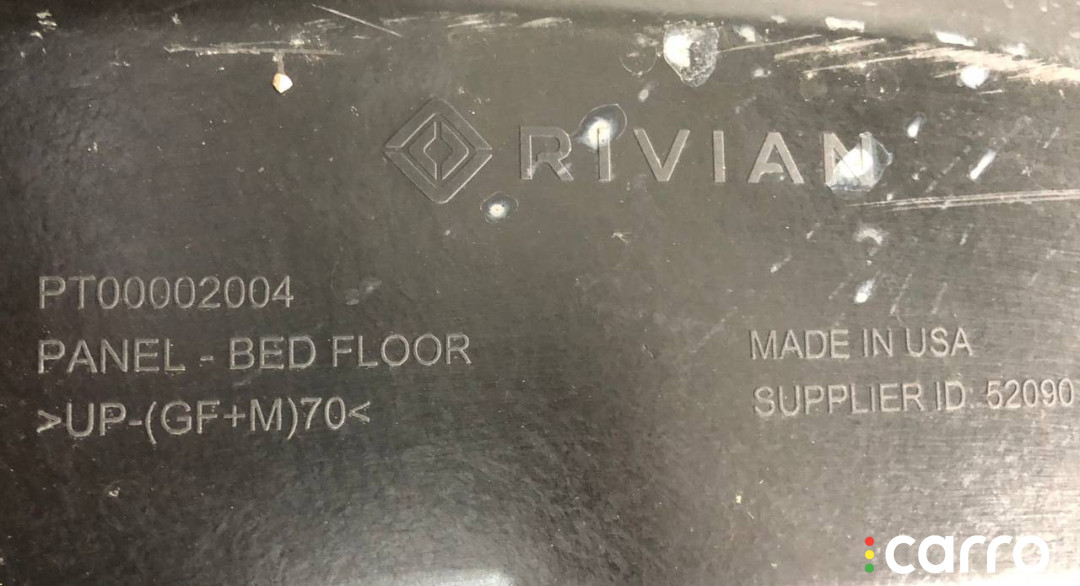 RIVIAN
PT00002004
PANEL - BED FLOOR
>UP-(GF+M)70<
MADE IN USA
SUPPLIER ID: 52090
carro